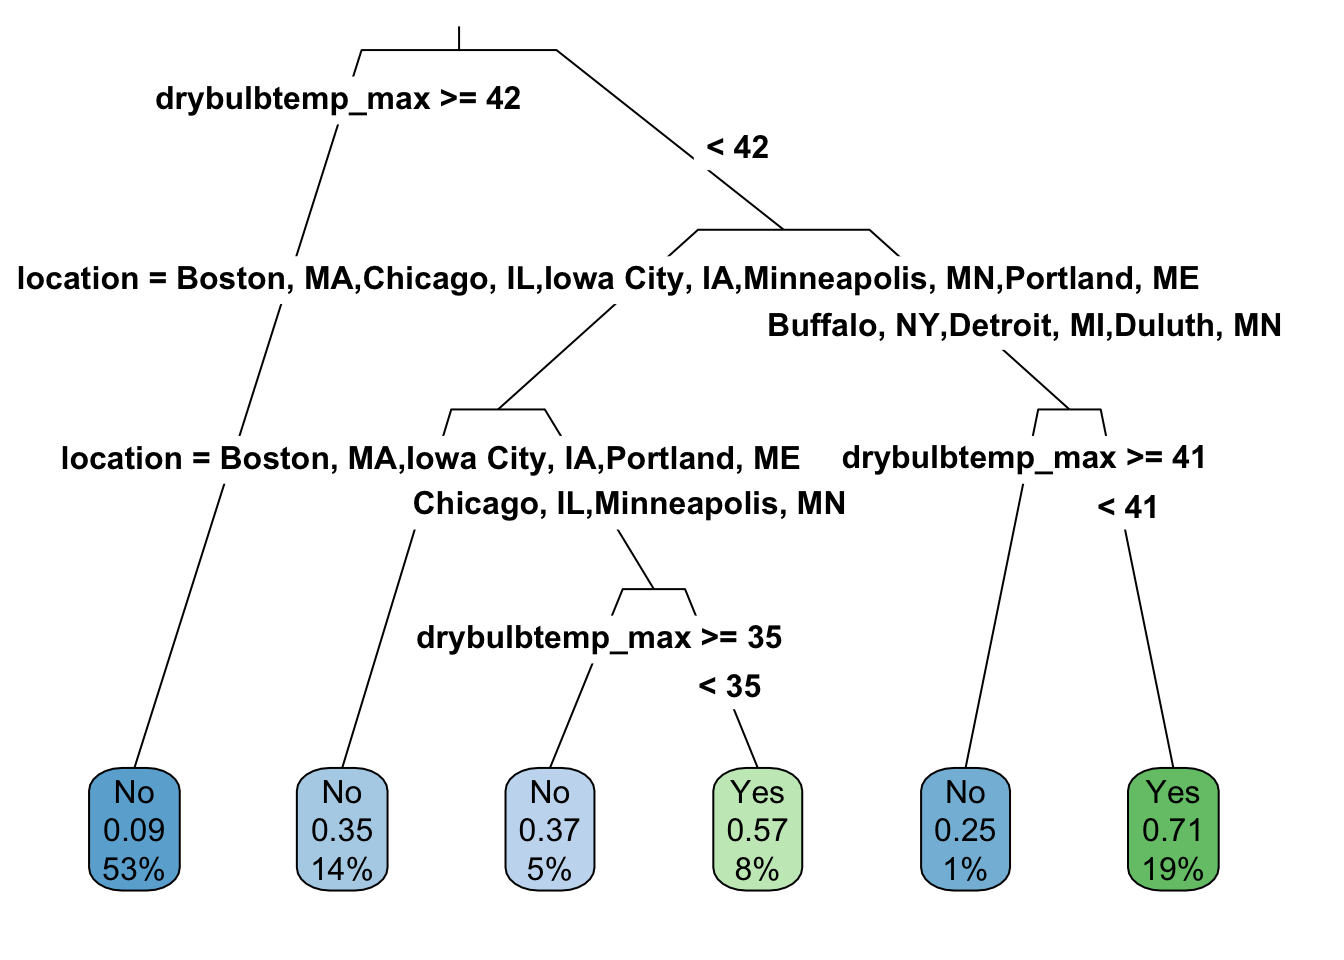 drybulbtemp_max >= 42
< 42
location = Boston, MA,Chicago, IL,Iowa City, IA,Minneapolis, MN,Portland, ME
Buffalo, NY,Detroit, MI,Duluth, MN
location = Boston, MA,Iowa City, IA,Portland, ME
drybulbtemp_max >= 41
Chicago, IL,Minneapolis, MN
< 41
drybulbtemp_max >= 35
< 35
No
0.09
53%
No
0.35
14%
No
0.37
5%
Yes
0.57
8%
No
0.25
1%
Yes
0.71
19%